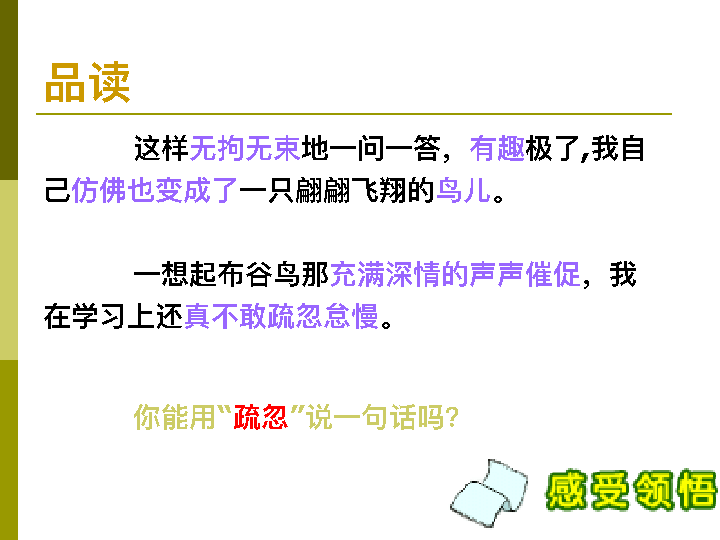 品读
这样无拘无束地一问一答，有趣极了,我自
己仿佛也变成了一只翩翩飞翔的鸟儿。
一想起布谷鸟那充满深情的声声催促，我
在学习上还真不敢疏忽怠慢。
你能用“疏忽”说一句话吗?
感受领悟